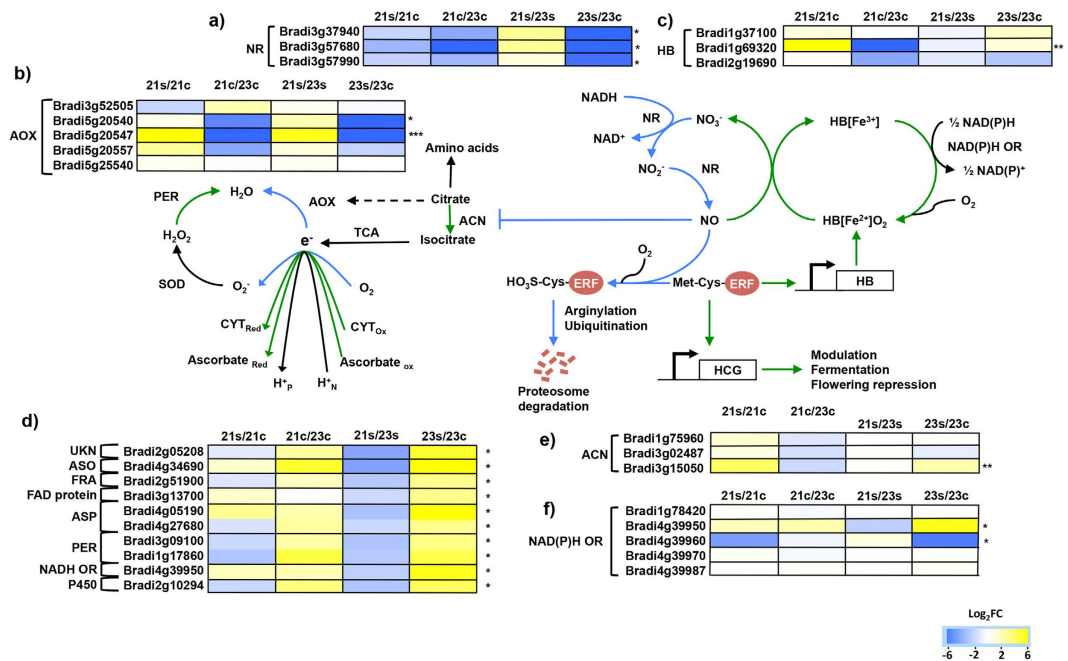 a)
21s/21c 21c/23c 21s/23s 23s/23c
NR
Bradi3g37940 *
Bradi3g57680 *
Bradi3g57990 *
c)
21s/21c 21c/23c 21s/23s 23s/23c
HB
Bradi1g37100
Bradi1g69320 **
Bradi2g19690
b)
21s/21c 21c/23c 21s/23s 23s/23c
AOX
Bradi3g52505
Bradi5g20540 *
Bradi5g20547 ***
Bradi5g20557
Bradi5g25540
PER
H₂O
H₂O₂
SOD
O₂⁻
e⁻
O₂
CYT Red
CYT Ox
Ascorbate Red
Ascorbate ox
H⁺P
H⁺N
AOX
TCA
Amino acids
Citrate
ACN
Isocitrate
NADH
NR
NAD⁺
NO₃⁻
NO₂⁻
NR
NO
HB[Fe³⁺]
½ NAD(P)H
NAD(P)H OR
½ NAD(P)⁺
O₂
HB[Fe²⁺]O₂
O₂
HO₃S-Cys-ERF
Met-Cys-ERF
HB
Arginylation
Ubiquitination
Proteosome
degradation
HCG
Modulation
Fermentation
Flowering repression
d)
21s/21c 21c/23c 21s/23s 23s/23c
UKN Bradi2g05208 *
ASO Bradi4g34690 *
FRA Bradi2g51900 *
FAD protein Bradi3g13700 *
ASP
Bradi4g05190 *
Bradi4g27680 *
PER
Bradi3g09100 *
Bradi1g17860 *
NADH OR Bradi4g39950 *
P450 Bradi2g10294 *
e)
21s/21c 21c/23c 21s/23s 23s/23c
ACN
Bradi1g75960
Bradi3g02487
Bradi3g15050 **
f)
21s/21c 21c/23c 21s/23s 23s/23c
NAD(P)H OR
Bradi1g78420
Bradi4g39950 *
Bradi4g39960 *
Bradi4g39970
Bradi4g39987
Log₂FC
-6 -2 2 6